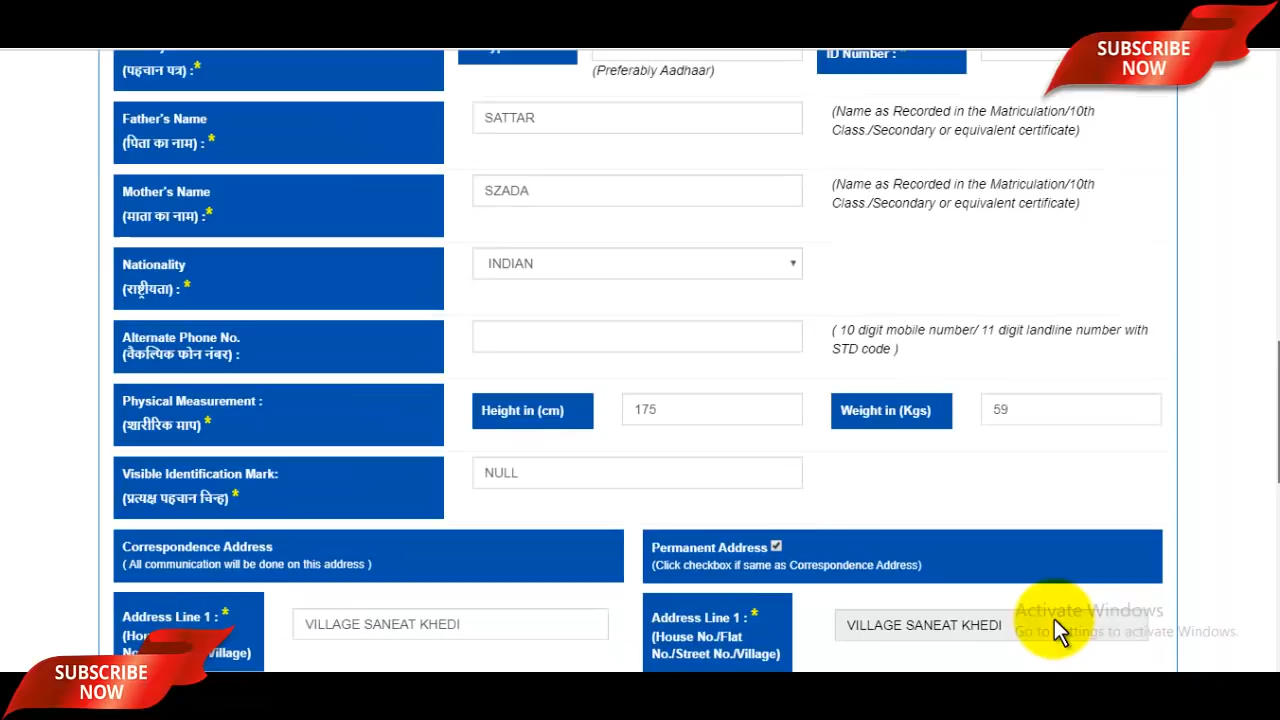 SUBSCRIBE
NOW
(पहचान पत्र) :*
(Preferably Aadhaar)
ID Number : *
Father's Name
(पिता का नाम) : *
SATTAR
(Name as Recorded in the Matriculation/10th
Class./Secondary or equivalent certificate)
Mother's Name
(माता का नाम) :*
SZADA
(Name as Recorded in the Matriculation/10th
Class./Secondary or equivalent certificate)
Nationality
(राष्ट्रीयता) : *
INDIAN
Alternate Phone No.
(वैकल्पिक फोन नंबर) :
( 10 digit mobile number/ 11 digit landline number with
STD code )
Physical Measurement :
(शारीरिक माप) *
Height in (cm)
175
Weight in (Kgs)
59
Visible Identification Mark:
(प्रत्यक्ष पहचान चिन्ह) *
NULL
Correspondence Address
( All communication will be done on this address )
Permanent Address
(Click checkbox if same as Correspondence Address)
Address Line 1 : *
VILLAGE SANEAT KHEDI
Address Line 1 : *
(House No./Flat
No./Street No./Village)
VILLAGE SANEAT KHEDI
Activate Windows
Go to Settings to activate Windows.
SUBSCRIBE
NOW